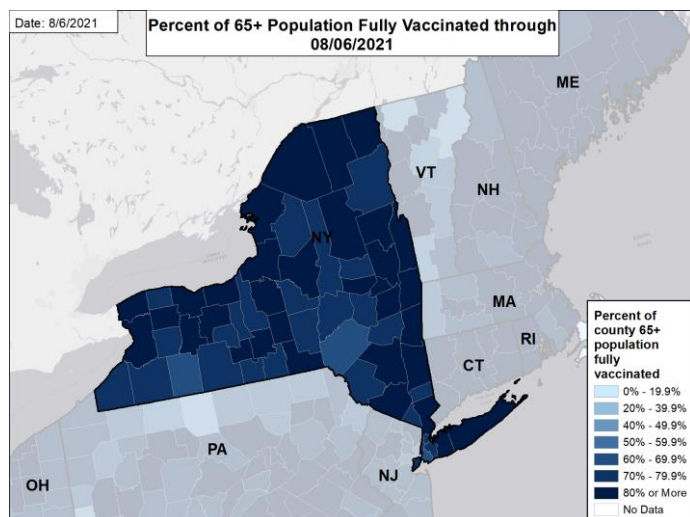 Date: 8/6/2021
Percent of 65+ Population Fully Vaccinated through
08/06/2021
ME
VT
NH
NY
MA
RI
CT
PA
NJ
OH
Percent of
county 65+
population
fully
vaccinated
0% - 19.9%
20% - 39.9%
40% - 49.9%
50% - 59.9%
60% - 69.9%
70% - 79.9%
80% or More
No Data